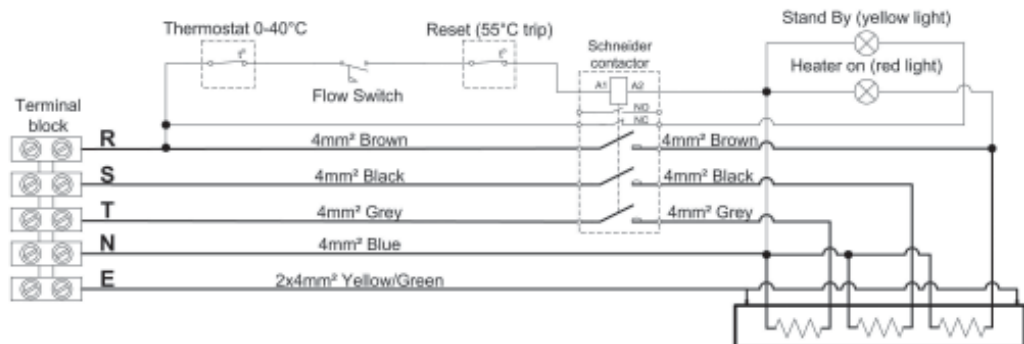 Stand By (yellow light)
Thermostat 0-40°C
Reset (55°C trip)
Schneider
contactor
Heater on (red light)
Flow Switch
A1
A2
Terminal
block
NO
NC
R
4mm² Brown
4mm² Brown
S
4mm² Black
4mm² Black
T
4mm² Grey
4mm² Grey
N
4mm² Blue
E
2x4mm² Yellow/Green